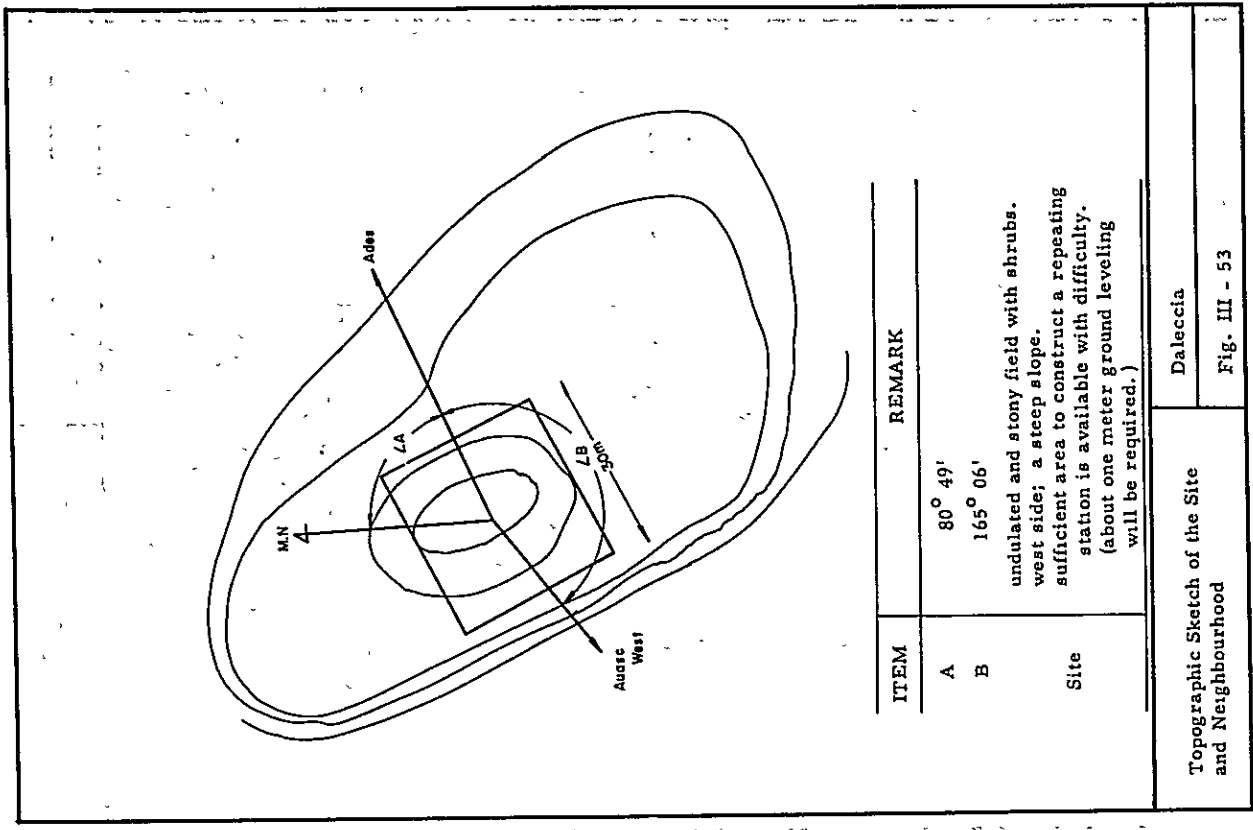 M.N
Ades
∠A
∠B
30m
Auasc
West
ITEM REMARK
A 80° 49'
B 165° 06'
Site undulated and stony field with shrubs.
west side; a steep slope.
sufficient area to construct a repeating
station is available with difficulty.
(about one meter ground leveling
will be required.)
Topographic Sketch of the Site
and Neighbourhood
Daleccia
Fig. III - 53